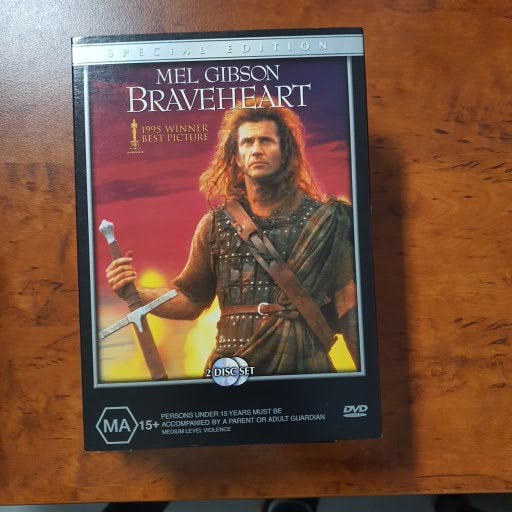 SPECIAL EDITION
MEL GIBSON
BRAVEHEART
1995 WINNER
BEST PICTURE
2 DISC SET
MA 15+
PERSONS UNDER 15 YEARS MUST BE
ACCOMPANIED BY A PARENT OR ADULT GUARDIAN
MEDIUM LEVEL VIOLENCE
DVD